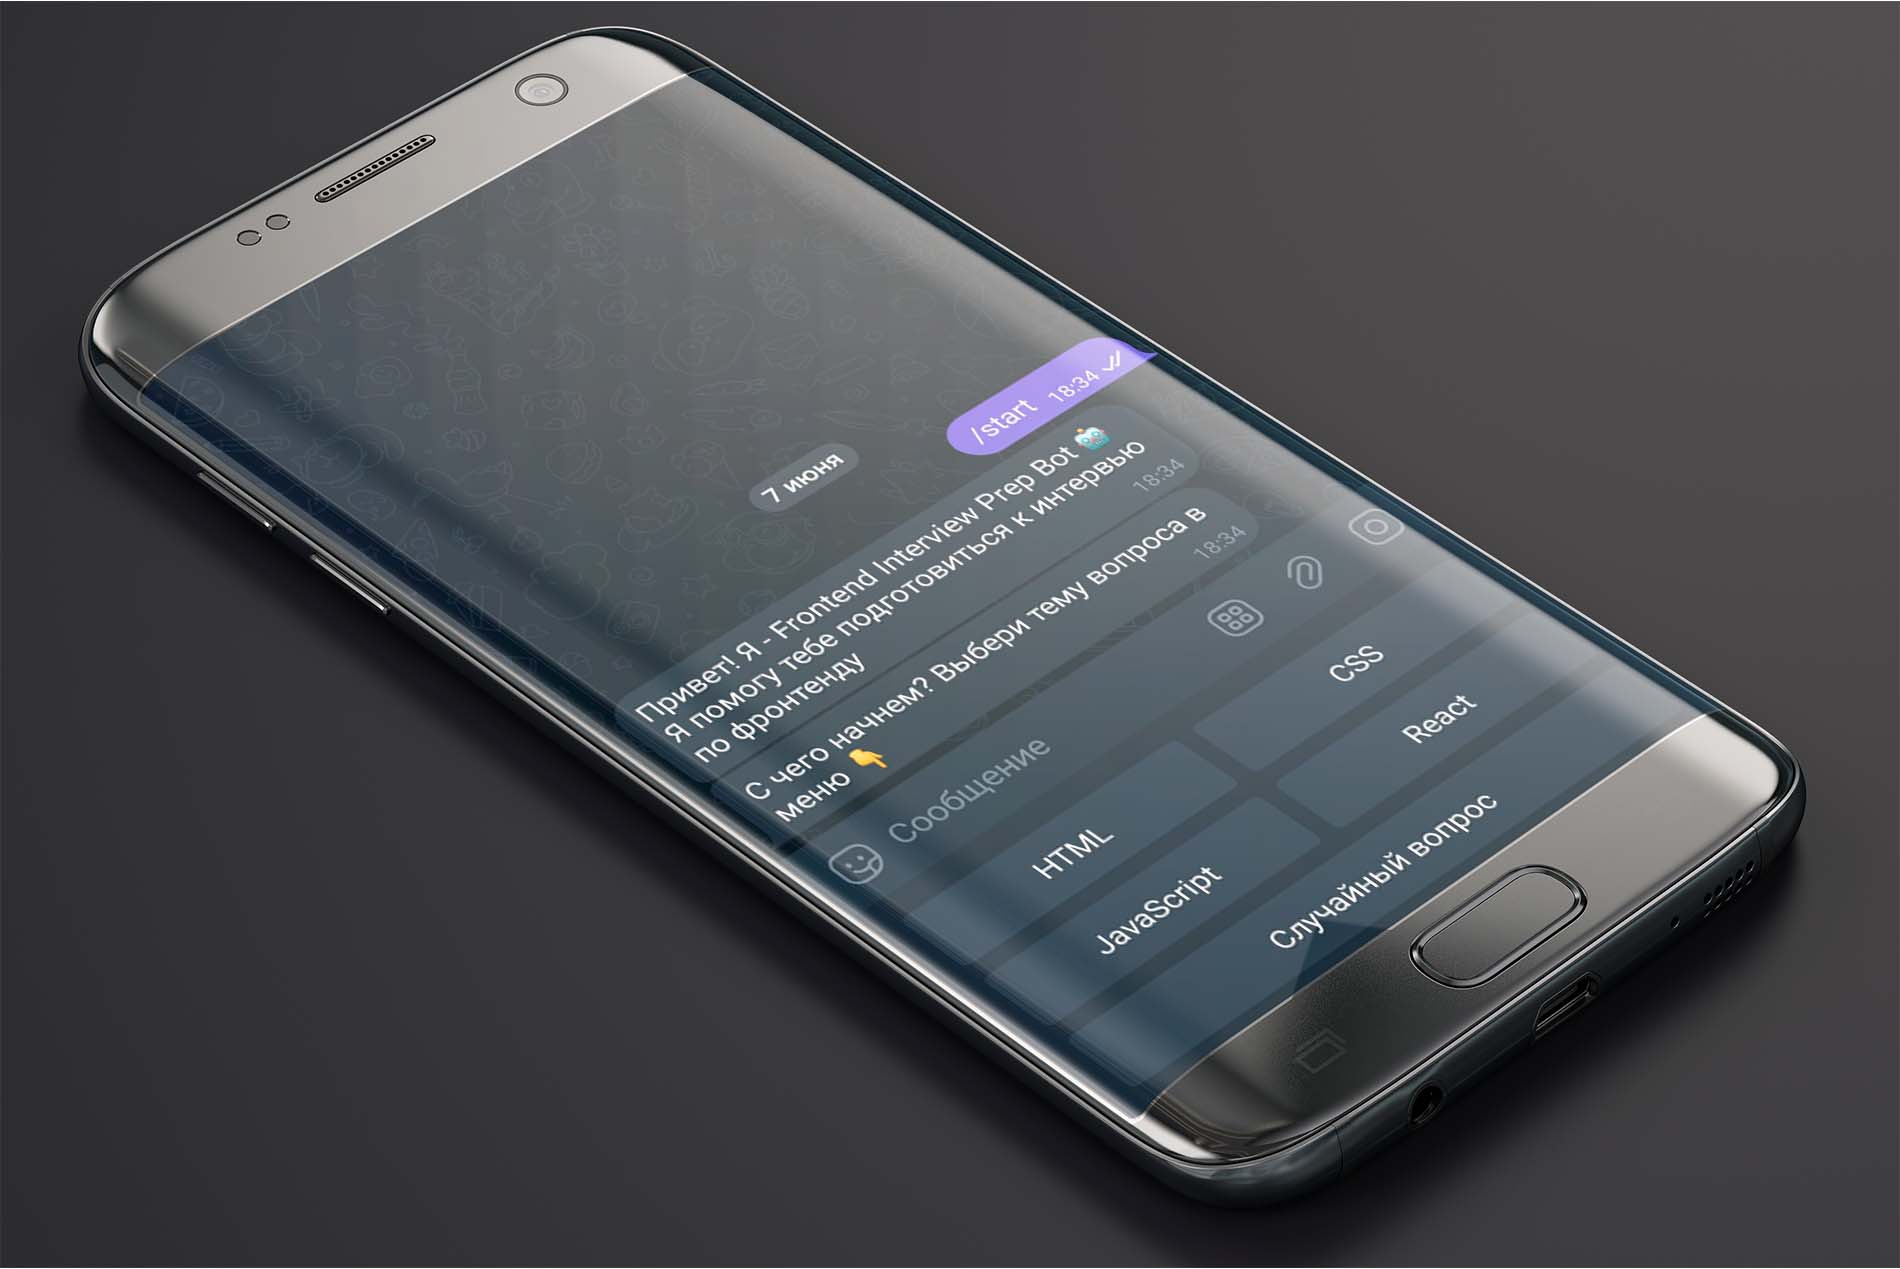 7 июня
/start 18:34
Привет! Я - Frontend Interview Prep Bot 🤖
Я помогу тебе подготовиться к интервью
по фронтенду 18:34
С чего начнем? Выбери тему вопроса в
меню 👇 18:34
Сообщение
HTML CSS
JavaScript React
Случайный вопрос